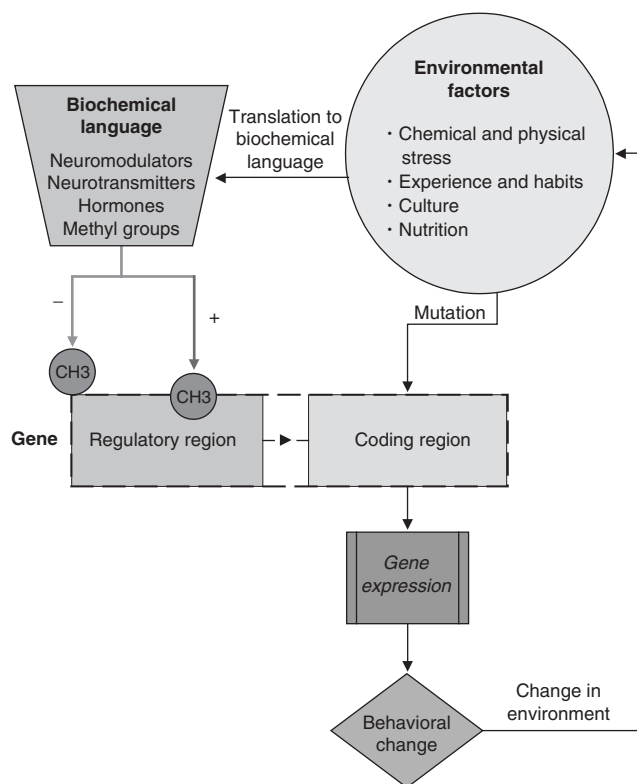 Environmental
factors
· Chemical and physical
stress
· Experience and habits
· Culture
· Nutrition
Translation to
biochemical
language
Biochemical
language
Neuromodulators
Neurotransmitters
Hormones
Methyl groups
−
+
Mutation
CH3
CH3
Gene
Regulatory region
Coding region
Gene
expression
Behavioral
change
Change in
environment